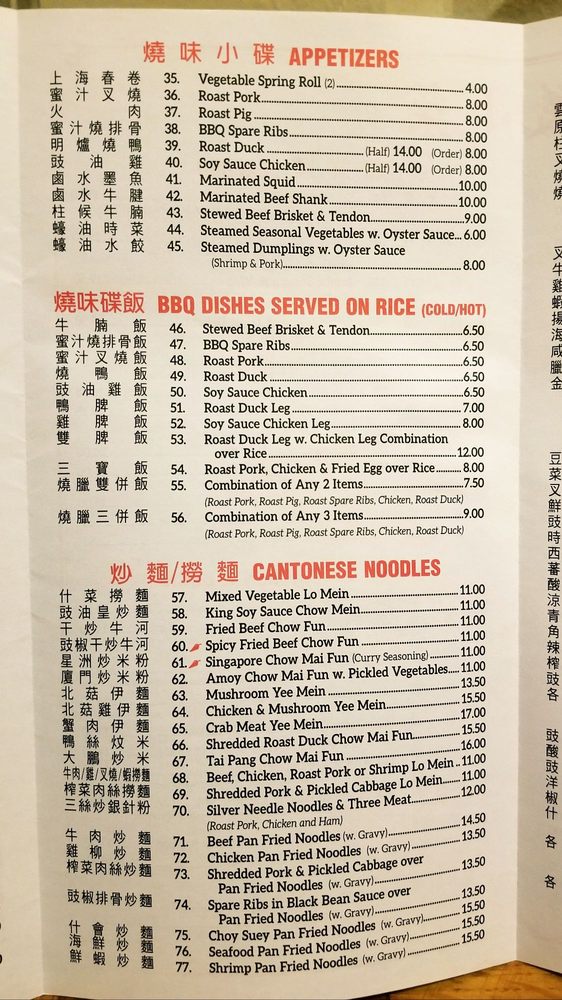 燒味小碟 APPETIZERS
上海春卷 35. Vegetable Spring Roll (2) 4.00
蜜汁叉燒 36. Roast Pork 8.00
火肉 37. Roast Pig 8.00
蜜汁燒排骨 38. BBQ Spare Ribs 8.00
明爐燒鴨 39. Roast Duck (Half) 14.00 (Order) 8.00
豉油雞 40. Soy Sauce Chicken (Half) 14.00 (Order) 8.00
鹵水墨魚 41. Marinated Squid 10.00
鹵水牛腱 42. Marinated Beef Shank 10.00
柱候牛腩 43. Stewed Beef Brisket & Tendon 9.00
蠔油時菜 44. Steamed Seasonal Vegetables w. Oyster Sauce 6.00
蠔油水餃 45. Steamed Dumplings w. Oyster Sauce
(Shrimp & Pork) 8.00
燒味碟飯 BBQ DISHES SERVED ON RICE (COLD/HOT)
牛腩飯 46. Stewed Beef Brisket & Tendon 6.50
蜜汁燒排骨飯 47. BBQ Spare Ribs 6.50
蜜汁叉燒飯 48. Roast Pork 6.50
燒鴨飯 49. Roast Duck 6.50
豉油雞飯 50. Soy Sauce Chicken 6.50
鴨脾飯 51. Roast Duck Leg 7.00
雞脾飯 52. Soy Sauce Chicken Leg 8.00
雙脾飯 53. Roast Duck Leg w. Chicken Leg Combination
over Rice 12.00
三寶飯 54. Roast Pork, Chicken & Fried Egg over Rice 8.00
燒臘雙併飯 55. Combination of Any 2 Items 7.50
(Roast Pork, Roast Pig, Roast Spare Ribs, Chicken, Roast Duck)
燒臘三併飯 56. Combination of Any 3 Items 9.00
(Roast Pork, Roast Pig, Roast Spare Ribs, Chicken, Roast Duck)
炒麵/撈麵 CANTONESE NOODLES
什菜撈麵 57. Mixed Vegetable Lo Mein 11.00
豉油皇炒麵 58. King Soy Sauce Chow Mein 11.00
干炒牛河 59. Fried Beef Chow Fun 11.00
豉椒干炒牛河 60. Spicy Fried Beef Chow Fun 11.00
星洲炒米粉 61. Singapore Chow Mai Fun (Curry Seasoning) 11.00
廈門炒米粉 62. Amoy Chow Mai Fun w. Pickled Vegetables 11.00
北菇伊麵 63. Mushroom Yee Mein 13.50
北菇雞伊麵 64. Chicken & Mushroom Yee Mein 15.50
蟹肉伊麵 65. Crab Meat Yee Mein 17.00
鴨絲炆米 66. Shredded Roast Duck Chow Mai Fun 15.50
大鵬炒米 67. Tai Pang Chow Mai Fun 16.00
牛肉/雞/叉燒/蝦撈麵 68. Beef, Chicken, Roast Pork or Shrimp Lo Mein 11.00
榨菜肉絲撈麵 69. Shredded Pork & Pickled Cabbage Lo Mein 11.00
三絲炒銀針粉 70. Silver Needle Noodles & Three Meat 12.00
(Roast Pork, Chicken and Ham)
牛肉炒麵 71. Beef Pan Fried Noodles (w. Gravy) 14.50
雞柳炒麵 72. Chicken Pan Fried Noodles (w. Gravy) 13.50
榨菜肉絲炒麵 73. Shredded Pork & Pickled Cabbage over
Pan Fried Noodles (w. Gravy) 13.50
豉椒排骨炒麵 74. Spare Ribs in Black Bean Sauce over
Pan Fried Noodles (w. Gravy) 13.50
什會炒麵 75. Choy Suey Pan Fried Noodles (w. Gravy) 15.50
海鮮炒麵 76. Seafood Pan Fried Noodles (w. Gravy) 15.50
鮮蝦炒麵 77. Shrimp Pan Fried Noodles (w. Gravy) 15.50